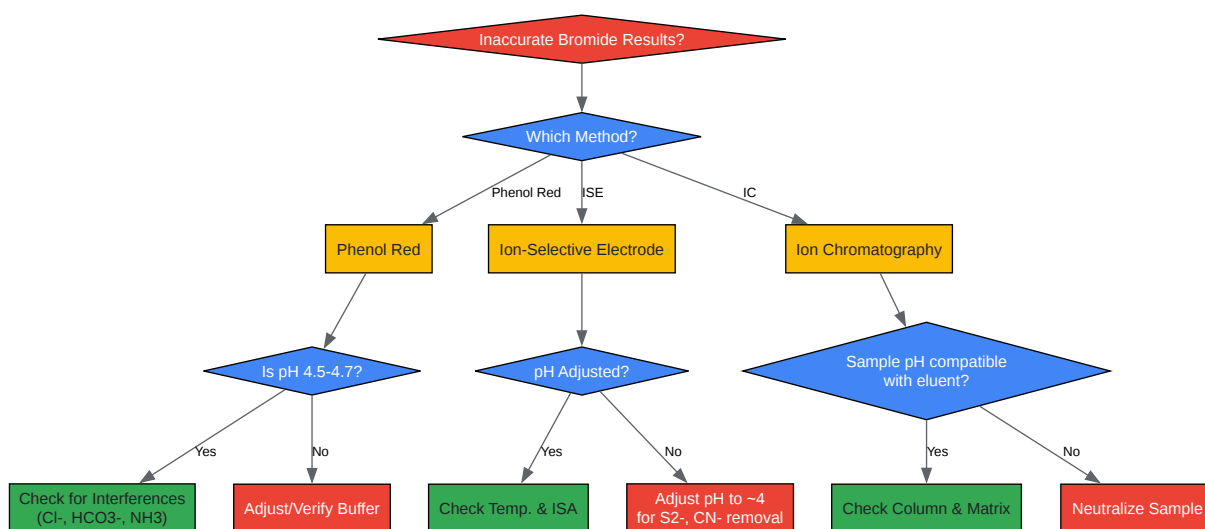 Inaccurate Bromide Results?
Which Method?
Phenol Red
ISE
IC
Phenol Red
Ion-Selective Electrode
Ion Chromatography
Is pH 4.5-4.7?
pH Adjusted?
Sample pH compatible
with eluent?
Yes
No
Yes
No
Yes
No
Check for Interferences
(Cl-, HCO3-, NH3)
Adjust/Verify Buffer
Check Temp. & ISA
Adjust pH to ~4
for S2-, CN- removal
Check Column & Matrix
Neutralize Sample